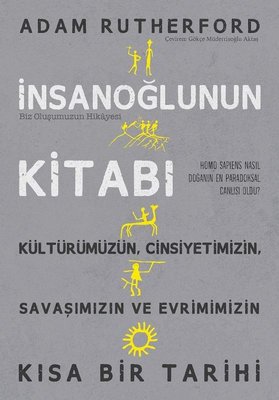 ADAM RUTHERFORD
Çeviren: Gökçe Müderrisoğlu Aktaş
İNSANOĞLUNUN
Biz Oluşumuzun Hikâyesi
KİTABI
HOMO SAPIENS NASIL
DOĞANIN EN PARADOKSAL
CANLISI OLDU?
KÜLTÜRÜMÜZÜN, CİNSİYETİMİZİN,
SAVAŞIMIZIN VE EVRİMİMİZİN
KISA BİR TARİHİ